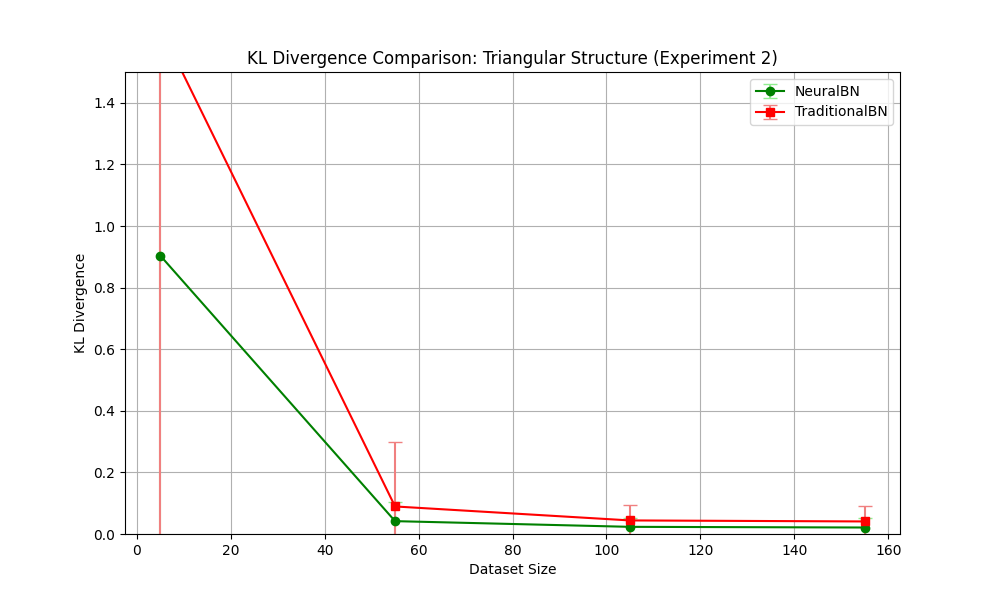 KL Divergence Comparison: Triangular Structure (Experiment 2)
NeuralBN
TraditionalBN
KL Divergence
1.4
1.2
1.0
0.8
0.6
0.4
0.2
0.0
0 20 40 60 80 100 120 140 160
Dataset Size